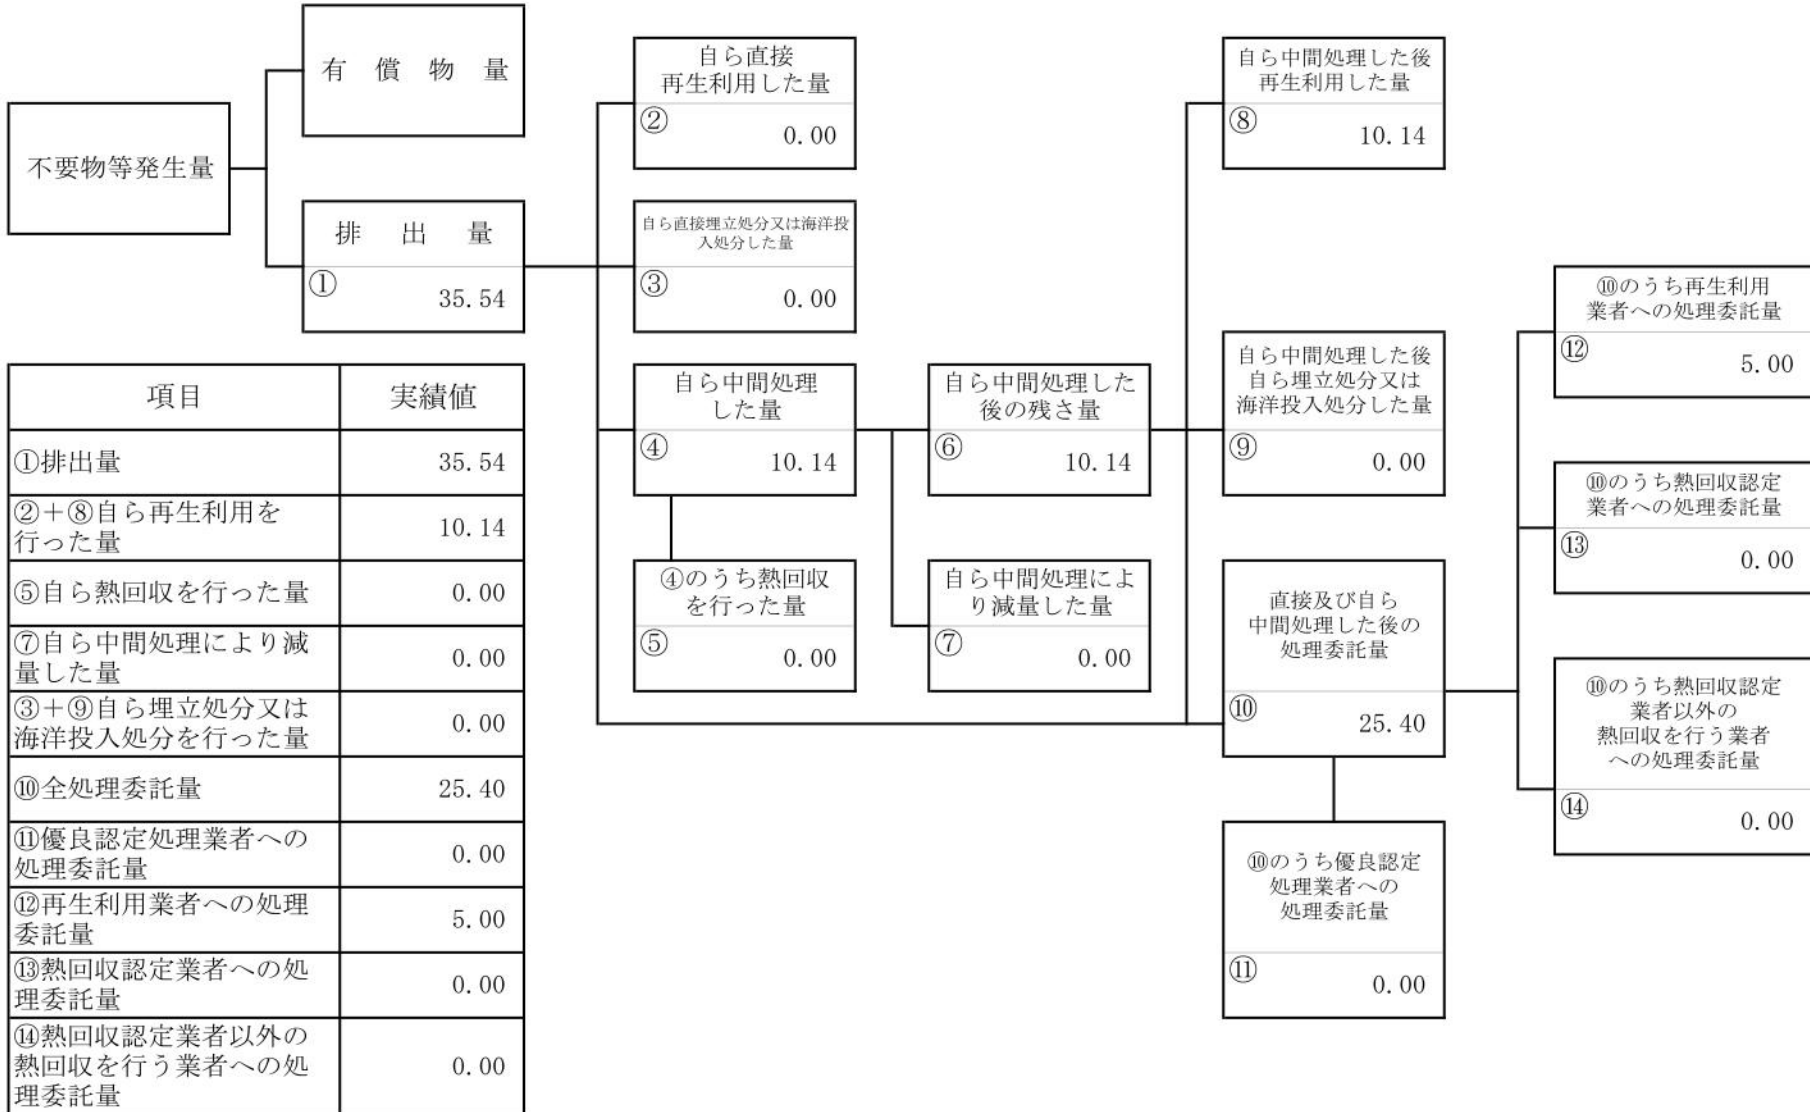 有償物量
不要物等発生量
排出量
①
35.54
自ら直接
再生利用した量
②
0.00
自ら直接埋立処分又は海洋投
入処分した量
③
0.00
自ら中間処理
した量
④
10.14
④のうち熱回収
を行った量
⑤
0.00
自ら中間処理した
後の残さ量
⑥
10.14
自ら中間処理によ
り減量した量
⑦
0.00
自ら中間処理した後
再生利用した量
⑧
10.14
自ら中間処理した後
自ら埋立処分又は
海洋投入処分した量
⑨
0.00
直接及び自ら
中間処理した後の
処理委託量
⑩
25.40
⑩のうち優良認定
処理業者への
処理委託量
⑪
0.00
⑩のうち再生利用
業者への処理委託量
⑫
5.00
⑩のうち熱回収認定
業者への処理委託量
⑬
0.00
⑩のうち熱回収認定
業者以外の
熱回収を行う業者
への処理委託量
⑭
0.00
項目 実績値
①排出量 35.54
②＋⑧自ら再生利用を
行った量 10.14
⑤自ら熱回収を行った量 0.00
⑦自ら中間処理により減
量した量 0.00
③＋⑨自ら埋立処分又は
海洋投入処分を行った量 0.00
⑩全処理委託量 25.40
⑪優良認定処理業者への
処理委託量 0.00
⑫再生利用業者への処理
委託量 5.00
⑬熱回収認定業者への処
理委託量 0.00
⑭熱回収認定業者以外の
熱回収を行う業者への処
理委託量 0.00